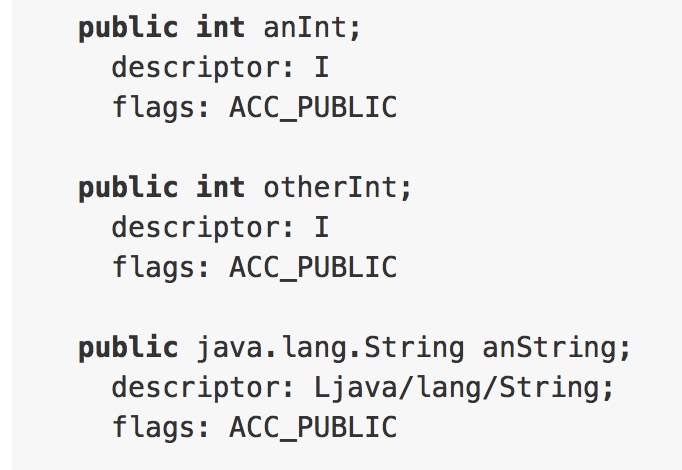 public int anInt;
descriptor: I
flags: ACC_PUBLIC
public int otherInt;
descriptor: I
flags: ACC_PUBLIC
public java.lang.String anString;
descriptor: Ljava/lang/String;
flags: ACC_PUBLIC